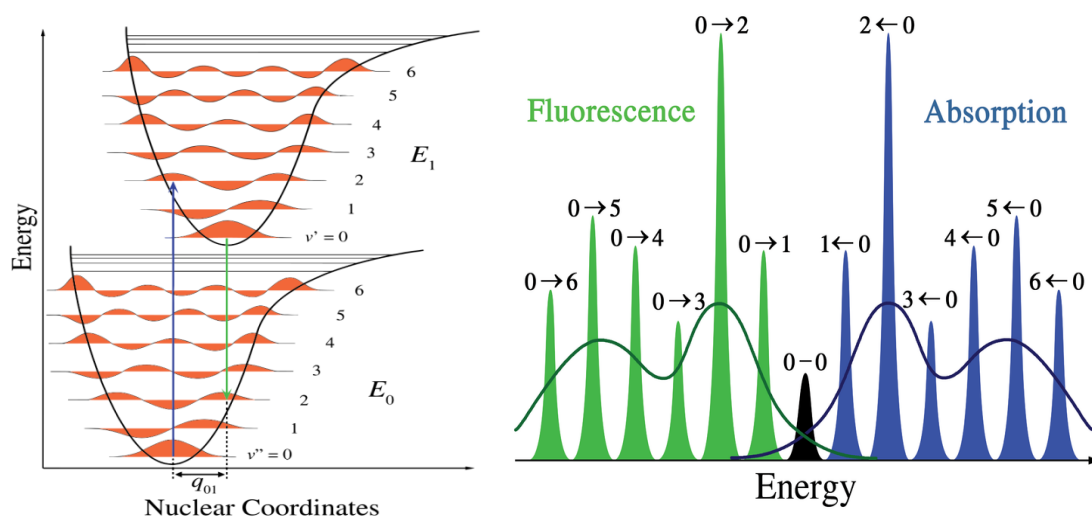 Energy
6
5
4
3
2
1
v' = 0
E₁
6
5
4
3
2
1
v'' = 0
E₀
q₀₁
Nuclear Coordinates
Fluorescence
Absorption
0→6
0→5
0→4
0→3
0→2
0→1
0−0
1←0
2←0
3←0
4←0
5←0
6←0
Energy